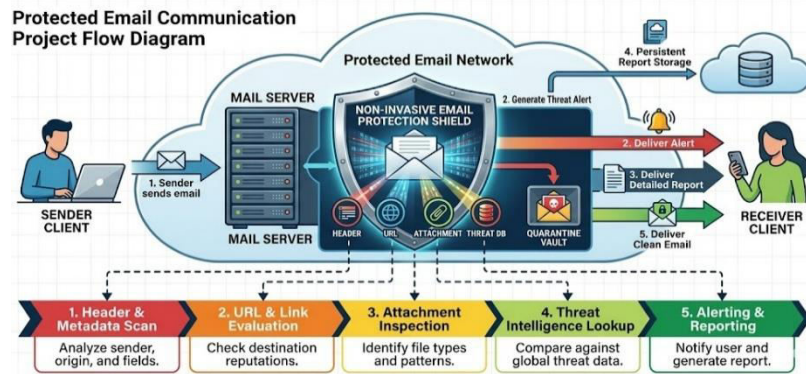 Protected Email Communication
Project Flow Diagram
Protected Email Network
4. Persistent
Report Storage
MAIL SERVER
NON-INVASIVE EMAIL
PROTECTION SHIELD
2. Generate Threat Alert
2. Deliver Alert
1. Sender
sends email
3. Deliver
Detailed Report
SENDER
CLIENT
HEADER
URL
ATTACHMENT
THREAT DB
QUARANTINE
VAULT
5. Deliver
Clean Email
RECEIVER
CLIENT
MAIL SERVER
1. Header &
Metadata Scan
Analyze sender,
origin, and fields.
2. URL & Link
Evaluation
Check destination
reputations.
3. Attachment
Inspection
Identify file types
and patterns.
4. Threat
Intelligence Lookup
Compare against
global threat data.
5. Alerting &
Reporting
Notify user and
generate report.